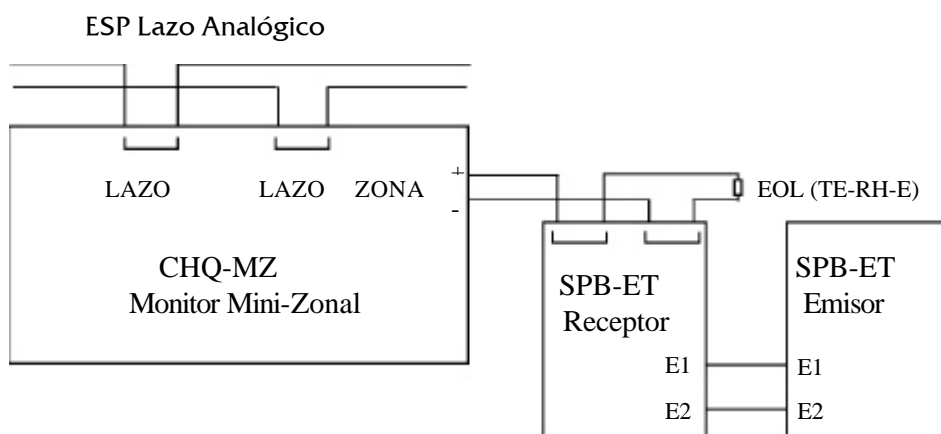 ESP Lazo Analógico
LAZO
LAZO
ZONA
+
-
CHQ-MZ
Monitor Mini-Zonal
EOL (TE-RH-E)
SPB-ET
Receptor
E1
E2
SPB-ET
Emisor
E1
E2